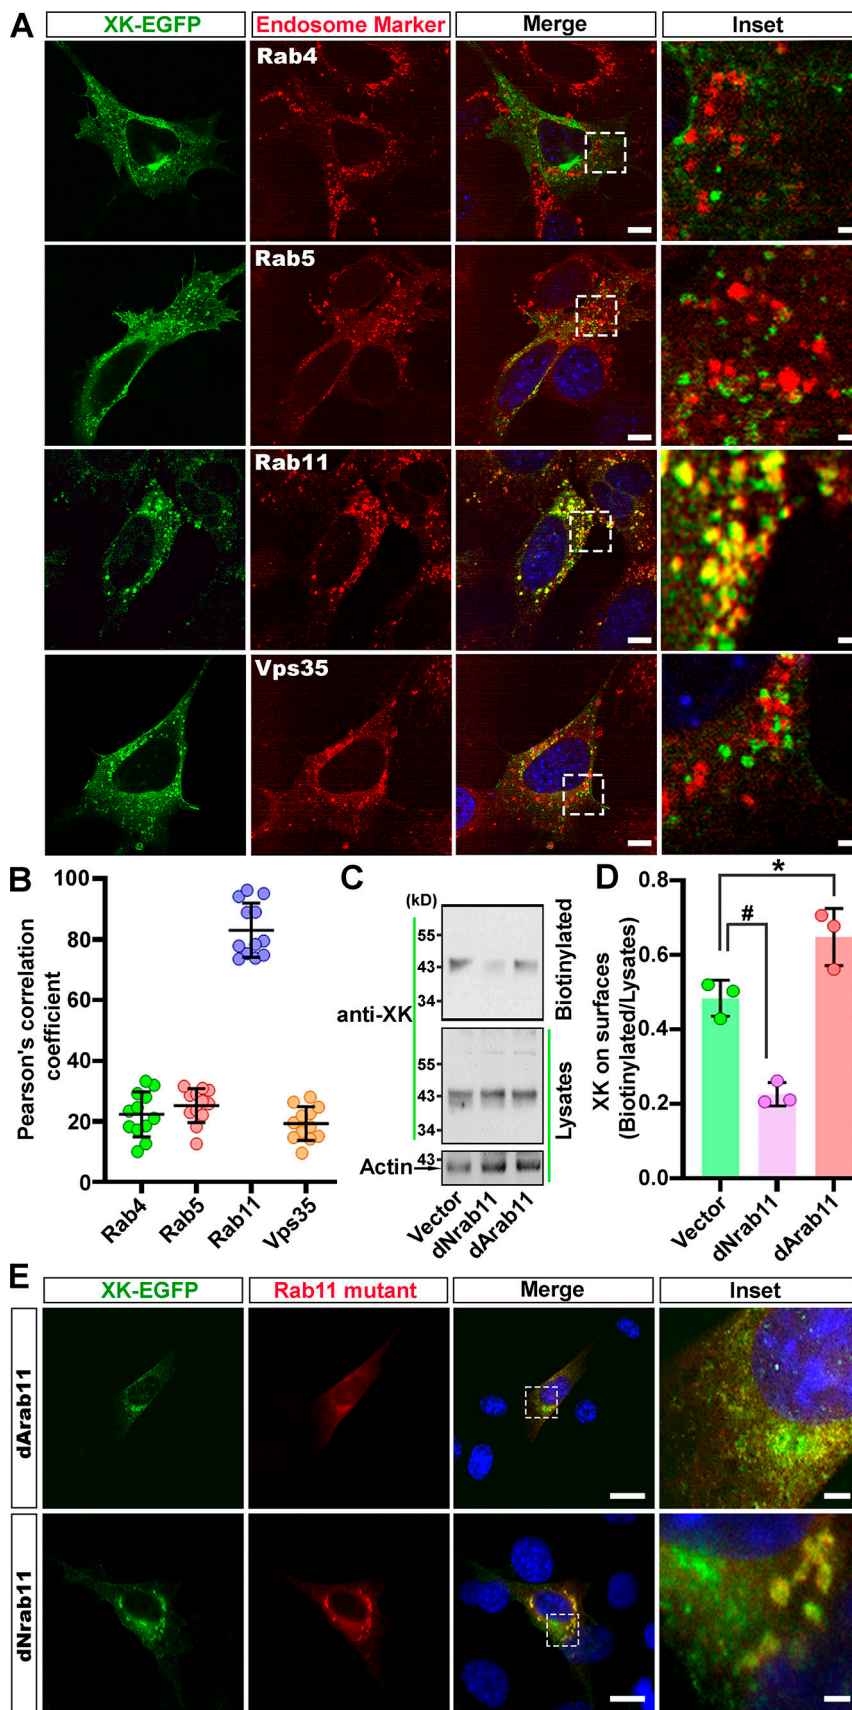 A
XK-EGFP
Endosome Marker
Merge
Inset
Rab4
Rab5
Rab11
Vps35
B
Pearson's correlation
coefficient
100
80
60
40
20
0
Rab4
Rab5
Rab11
Vps35
C
(kD)
anti-XK
55
43
34
Biotinylated
55
43
34
Lysates
43
Actin
Vector
dNrab11
dArab11
D
XK on surfaces
(Biotinylated/Lysates)
0.8
0.6
0.4
0.2
0.0
*
#
Vector
dNrab11
dArab11
E
XK-EGFP
Rab11 mutant
Merge
Inset
dArab11
dNrab11